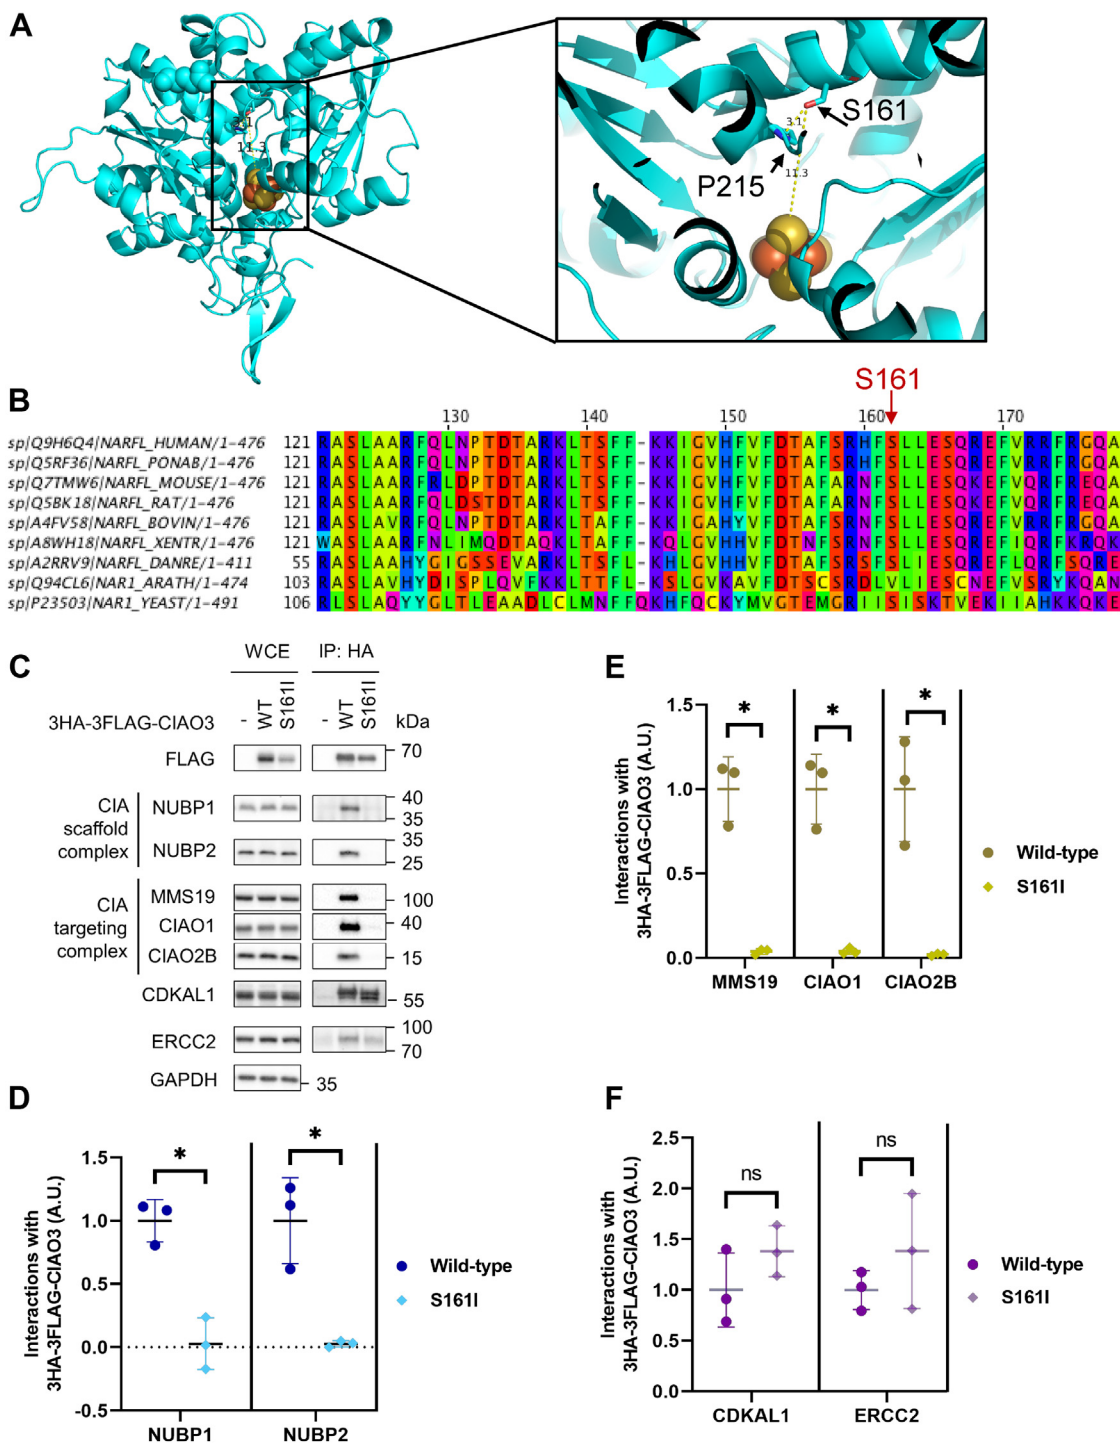 A
S161
3.1
P215
11.3
3.1
11.3
B
S161
130 140 150 160 170
sp|Q9H6Q4|NARFL_HUMAN/1-476 121 RASLAARFQLNPTDTARKLTSFF-KKIGVHFVFDTAFSRHFSLLESQREFVRRFRGQA
sp|Q5RF36|NARFL_PONAB/1-476 121 RASLAARFQLNPTDTARKLTSFF-KKIGVHFVFDTAFSRHFSLLESQKEFVRRFRGQA
sp|Q7TMW6|NARFL_MOUSE/1-476 121 RASLAARFRLDPTDTARKLTSFF-KKIGVHFVFDTAFARNFSLLESQKEFVQRFREQA
sp|Q5BK18|NARFL_RAT/1-476 121 RASLAARFQLDSTDTARKLTSFF-KKIGVHFVFDTAFSRNFSLLESQKEFVRRFREQA
sp|A4FV58|NARFL_BOVIN/1-476 121 RASLAVRFQLNPTDTARKLTAFF-KKIGAHYVFDTAFSRNFSLLESQREFVRRFRGQA
sp|A8WH18|NARFL_XENTR/1-476 121 WASLAARFNLIMQDTAQKLTSFF-KQLGVHHVFDTNFSRNFSLLESQREFIQRFKRQK
sp|A2RRV9|NARFL_DANRE/1-411 55 RASLAAHYGIGSSEVARKLTAFF-KHLGVHHVFDTSFSRSFSLLESQREFLQRFSQRE
sp|Q94CL6|NAR1_ARATH/1-474 103 RASLAVHYDISPLQVFKKLTTFL-KSLGVKAVFDTSCSRDLVLIESCNEFVSRYKQAN
sp|P23503|NAR1_YEAST/1-491 106 RLSLAQYYGLTLEAADLCLMNFFQKHFQCKYMVGTEMGRIISISKTVEKIIAHKKQKE
C
WCE IP: HA
3HA-3FLAG-CIAO3 - WT S161I - WT S161I kDa
FLAG 70
CIA scaffold complex
NUBP1 40
35
NUBP2 35
25
CIA targeting complex
MMS19 100
CIAO1 40
CIAO2B 15
CDKAL1 55
ERCC2 100
70
GAPDH 35
D
Interactions with
3HA-3FLAG-CIAO3 (A.U.)
1.5
1.0
0.5
0.0
-0.5
* *
NUBP1 NUBP2
Wild-type
S161I
E
Interactions with
3HA-3FLAG-CIAO3 (A.U.)
1.5
1.0
0.5
0.0
* * *
MMS19 CIAO1 CIAO2B
Wild-type
S161I
F
Interactions with
3HA-3FLAG-CIAO3 (A.U.)
2.5
2.0
1.5
1.0
0.5
0.0
ns ns
CDKAL1 ERCC2
Wild-type
S161I